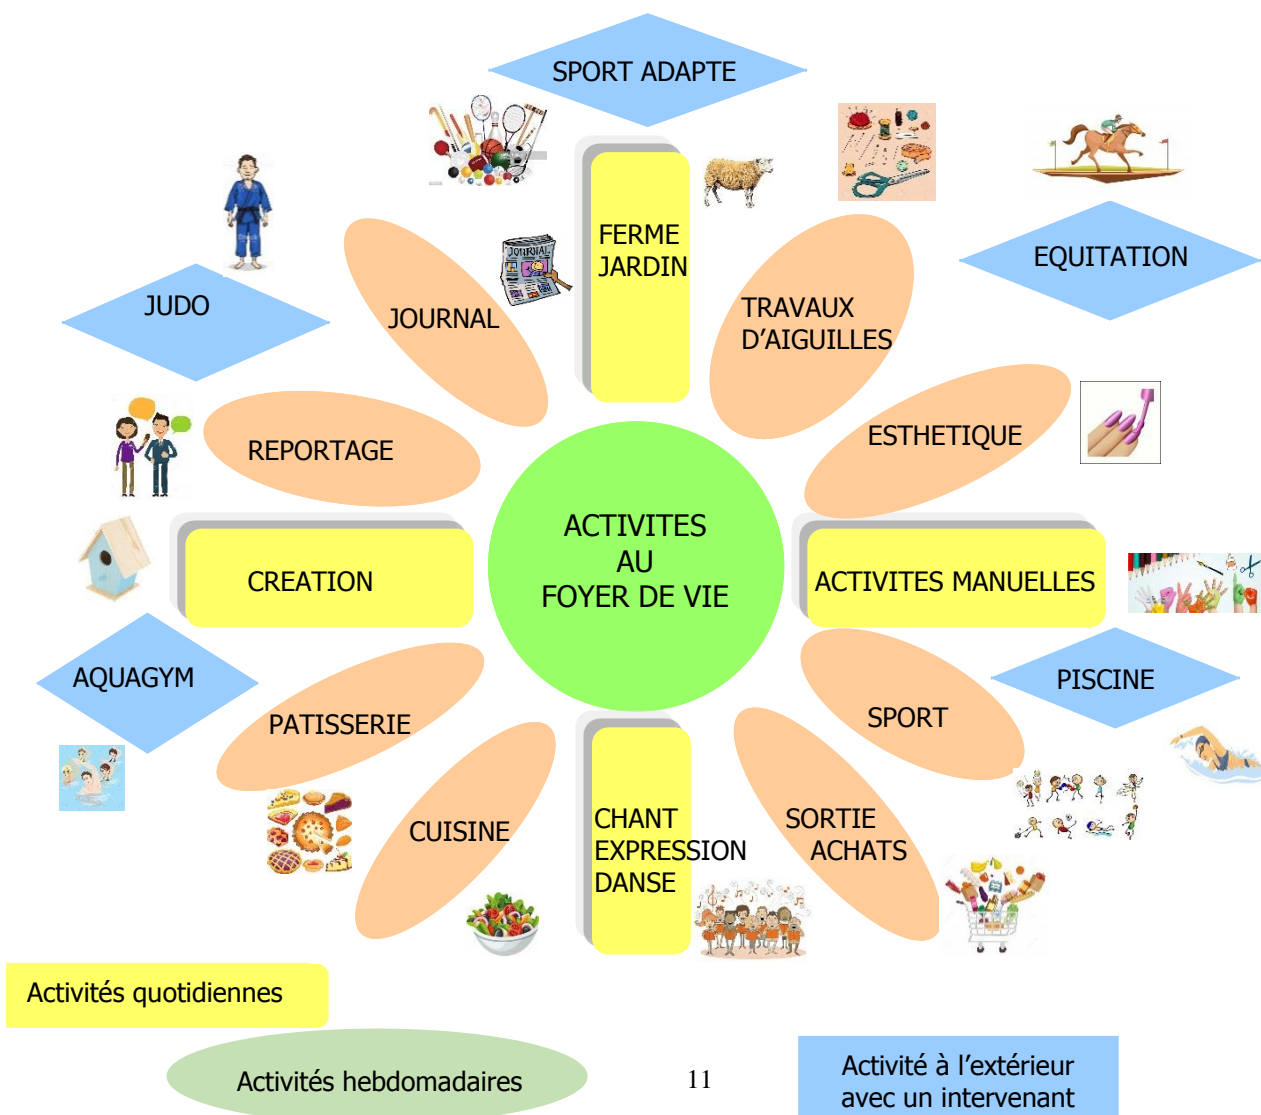 SPORT ADAPTE
FERME
JARDIN
EQUITATION
JUDO
JOURNAL
JOURNAL
TRAVAUX
D’AIGUILLES
REPORTAGE
ESTHETIQUE
ACTIVITES
AU
FOYER DE VIE
CREATION
ACTIVITES MANUELLES
AQUAGYM
PISCINE
PATISSERIE
SPORT
CUISINE
CHANT
EXPRESSION
DANSE
SORTIE
ACHATS
Activités quotidiennes
Activités hebdomadaires
11
Activité à l’extérieur
avec un intervenant